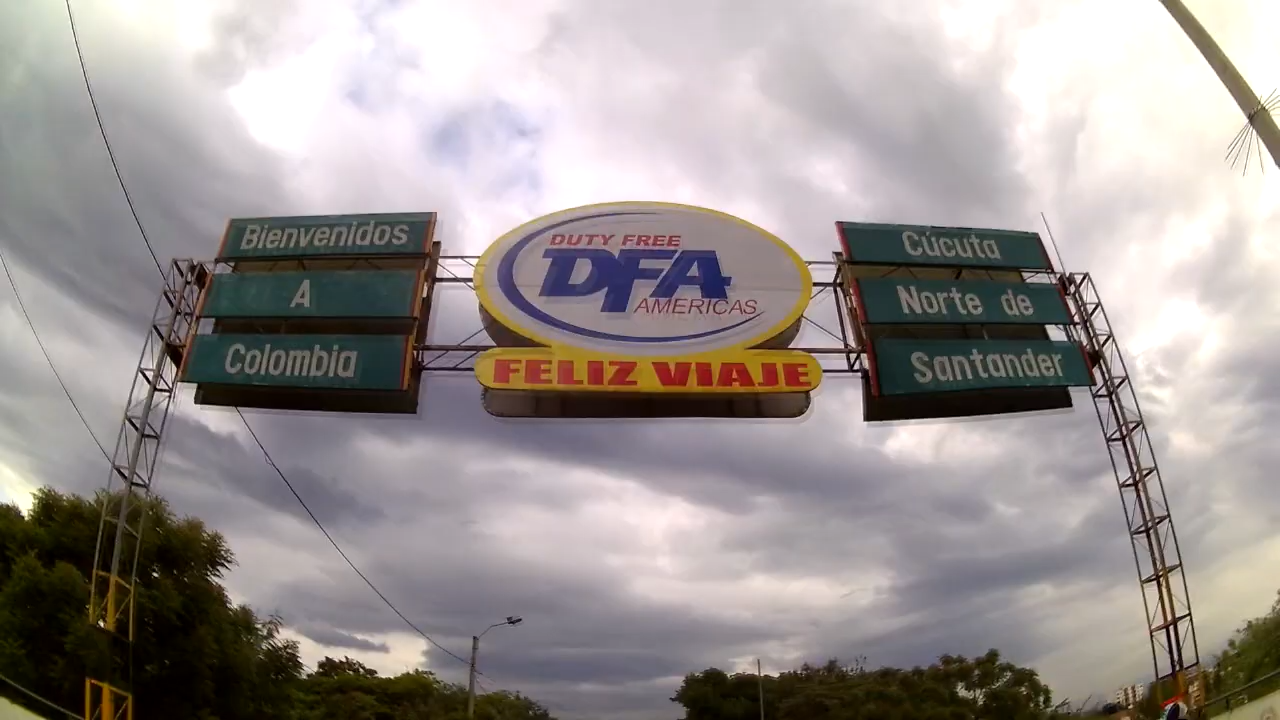 Bienvenidos
A
Colombia
DUTY FREE
DFA
AMERICAS
FELIZ VIAJE
Cúcuta
Norte de
Santander